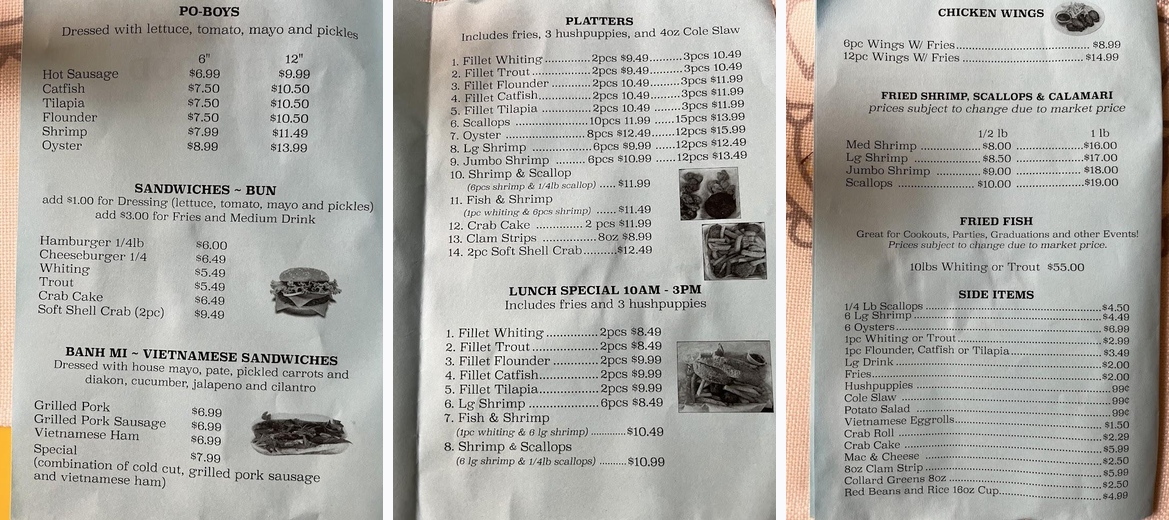 PO-BOYS
Dressed with lettuce, tomato, mayo and pickles
6" 12"
Hot Sausage $6.99 $9.99
Catfish $7.50 $10.50
Tilapia $7.50 $10.50
Flounder $7.50 $10.50
Shrimp $7.99 $11.49
Oyster $8.99 $13.99
SANDWICHES ~ BUN
add $1.00 for Dressing (lettuce, tomato, mayo and pickles)
add $3.00 for Fries and Medium Drink
Hamburger 1/4lb $6.00
Cheeseburger 1/4 $6.49
Whiting $5.49
Trout $5.49
Crab Cake $6.49
Soft Shell Crab (2pc) $9.49
BANH MI ~ VIETNAMESE SANDWICHES
Dressed with house mayo, pate, pickled carrots and
diakon, cucumber, jalapeno and cilantro
Grilled Pork $6.99
Grilled Pork Sausage $6.99
Vietnamese Ham $6.99
Special $7.99
(combination of cold cut, grilled pork sausage
and vietnamese ham)
PLATTERS
Includes fries, 3 hushpuppies, and 4oz Cole Slaw
1. Fillet Whiting ............ 2pcs $9.49.........3pcs 10.49
2. Fillet Trout ............... 2pcs $9.49.........3pcs 10.49
3. Fillet Flounder ........... 2pcs 10.49......3pcs $11.99
4. Fillet Catfish.............. 2pcs 10.49......3pcs $11.99
5. Fillet Tilapia .............. 2pcs 10.49 ......3pcs $11.99
6. Scallops .................. 10pcs 11.99 .....15pcs $13.99
7. Oyster ................... 8pcs $12.49......12pcs $15.99
8. Lg Shrimp ............... 6pcs $9.99 ......12pcs $12.49
9. Jumbo Shrimp ........ 6pcs $10.99 ......12pcs $13.49
10. Shrimp & Scallop
(6pcs shrimp & 1/4lb scallop) ..... $11.99
11. Fish & Shrimp
(1pc whiting & 6pcs shrimp) ...... $11.49
12. Crab Cake ........... 2 pcs $11.99
13. Clam Strips ............8oz $8.99
14. 2pc Soft Shell Crab..........$12.49
LUNCH SPECIAL 10AM - 3PM
Includes fries and 3 hushpuppies
1. Fillet Whiting .............. 2pcs $8.49
2. Fillet Trout .................. 2pcs $8.49
3. Fillet Flounder ............. 2pcs $9.99
4. Fillet Catfish................ 2pcs $9.99
5. Fillet Tilapia ................ 2pcs $9.99
6. Lg Shrimp ................... 6pcs $8.49
7. Fish & Shrimp
(1pc whiting & 6 lg shrimp) ............$10.49
8. Shrimp & Scallops
(6 lg shrimp & 1/4lb scallops) ..........$10.99
CHICKEN WINGS
6pc Wings W/ Fries.................................... $8.99
12pc Wings W/ Fries .................................. $14.99
FRIED SHRIMP, SCALLOPS & CALAMARI
prices subject to change due to market price
1/2 lb 1 lb
Med Shrimp .................$8.00 ....................$16.00
Lg Shrimp ....................$8.50 ....................$17.00
Jumbo Shrimp ..............$9.00 ....................$18.00
Scallops .....................$10.00 ....................$19.00
FRIED FISH
Great for Cookouts, Parties, Graduations and other Events!
Prices subject to change due to market price.
10lbs Whiting or Trout $55.00
SIDE ITEMS
1/4 Lb Scallops ............................................$4.50
6 Lg Shrimp ................................................$4.49
6 Oysters....................................................$6.99
1pc Whiting or Trout.....................................$2.99
1pc Flounder, Catfish or Tilapia........................$3.49
Lg Drink .....................................................$2.00
Fries..........................................................$2.00
Hushpuppies ................................................99¢
Cole Slaw ....................................................99¢
Potato Salad ................................................99¢
Vietnamese Eggrolls.......................................$1.50
Crab Roll ....................................................$2.29
Crab Cake ...................................................$5.99
Mac & Cheese ..............................................$2.50
8oz Clam Strip .............................................$5.99
Collard Greens 8oz ........................................$2.50
Red Beans and Rice 16oz Cup...........................$4.99